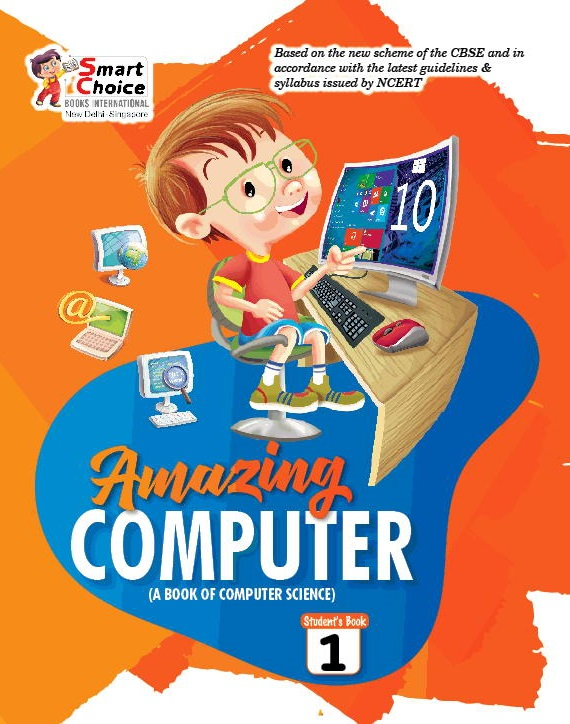 Smart
Choice
BOOKS INTERNATIONAL
New Delhi-Singapore
Based on the new scheme of the CBSE and in
accordance with the latest guidelines &
syllabus issued by NCERT
10
@
Amazing
COMPUTER
(A BOOK OF COMPUTER SCIENCE)
Student's Book
1